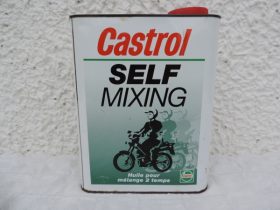 Castrol
SELF
MIXING
Huile pour
mélange 2 temps